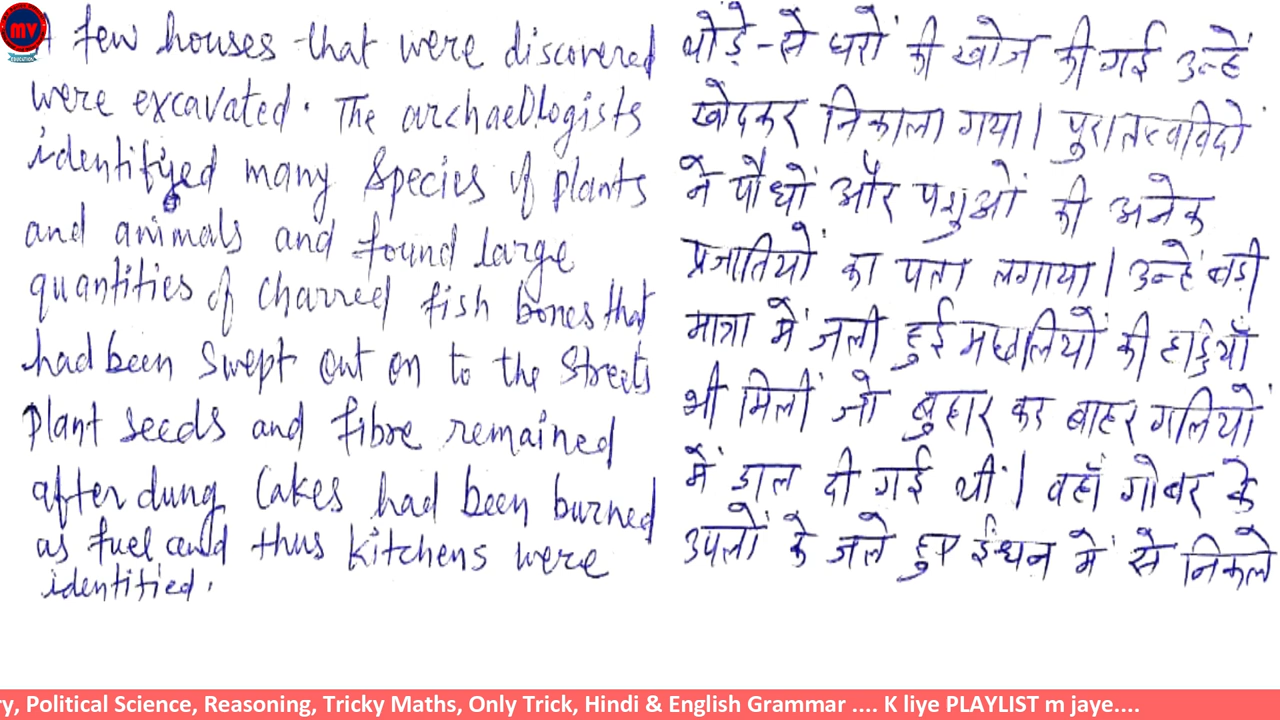 mv
EDUCATION
A few houses that were discovered
were excavated. The archaeologists
identifyed many species of plants
and animals and found large
quantities of charred fish bones that
had been swept out on to the streets
Plant seeds and fibre remained
after dung Cakes had been burned
as fuel and thus kitchens were
identified.
थोड़े-से घरों की खोज की गई उन्हें
खोदकर निकाला गया। पुरातत्वविदों
ने पौधों और पशुओं की अनेक
प्रजातियों का पता लगाया। उन्हें बड़ी
मात्रा में जली हुई मछलियों की हड्डियाँ
भी मिलीं जो बुहार कर बाहर गलियों
में डाल दी गई थीं। वहाँ गोबर के
उपलों के जले हुए ईंधन में से निकले
ry, Political Science, Reasoning, Tricky Maths, Only Trick, Hindi & English Grammar .... K liye PLAYLIST m jaye....